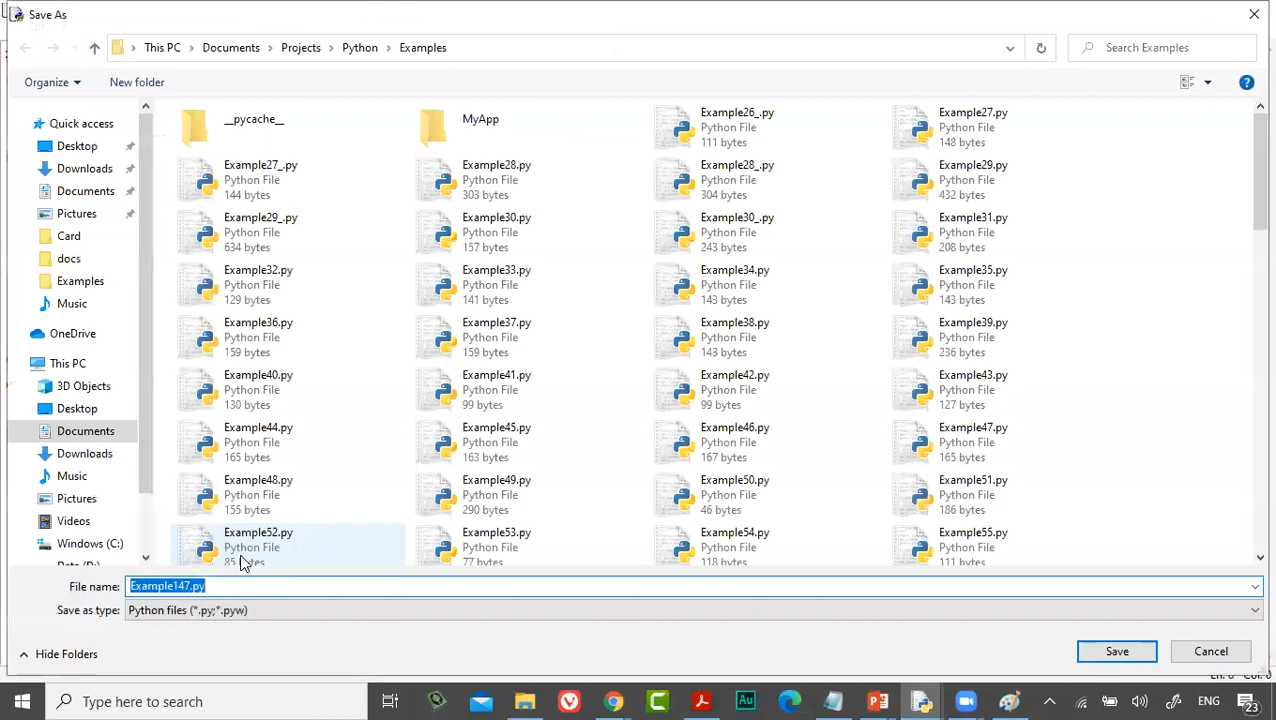 Save As
This PC > Documents > Projects > Python > Examples
Search Examples
Organize
New folder
Quick access
Desktop
Downloads
Documents
Pictures
Card
docs
Examples
Music
OneDrive
This PC
3D Objects
Desktop
Documents
Downloads
Music
Pictures
Videos
Windows (C:)
__pycache__
MyApp
Example26_.py
Python File
111 bytes
Example27.py
Python File
148 bytes
Example27_.py
Python File
144 bytes
Example28.py
Python File
303 bytes
Example28_.py
Python File
304 bytes
Example29.py
Python File
432 bytes
Example29_.py
Python File
634 bytes
Example30.py
Python File
157 bytes
Example30_.py
Python File
243 bytes
Example31.py
Python File
208 bytes
Example32.py
Python File
129 bytes
Example33.py
Python File
141 bytes
Example34.py
Python File
143 bytes
Example35.py
Python File
143 bytes
Example36.py
Python File
159 bytes
Example37.py
Python File
159 bytes
Example38.py
Python File
143 bytes
Example39.py
Python File
236 bytes
Example40.py
Python File
130 bytes
Example41.py
Python File
99 bytes
Example42.py
Python File
99 bytes
Example43.py
Python File
127 bytes
Example44.py
Python File
165 bytes
Example45.py
Python File
163 bytes
Example46.py
Python File
167 bytes
Example47.py
Python File
165 bytes
Example48.py
Python File
155 bytes
Example49.py
Python File
290 bytes
Example50.py
Python File
46 bytes
Example51.py
Python File
186 bytes
Example52.py
Python File
Example53.py
Python File
Example54.py
Python File
118 bytes
Example55.py
Python File
111 bytes
File name: Example147.py
Save as type: Python files (*.py;*.pyw)
Hide Folders
Save
Cancel
Type here to search
ENG
23